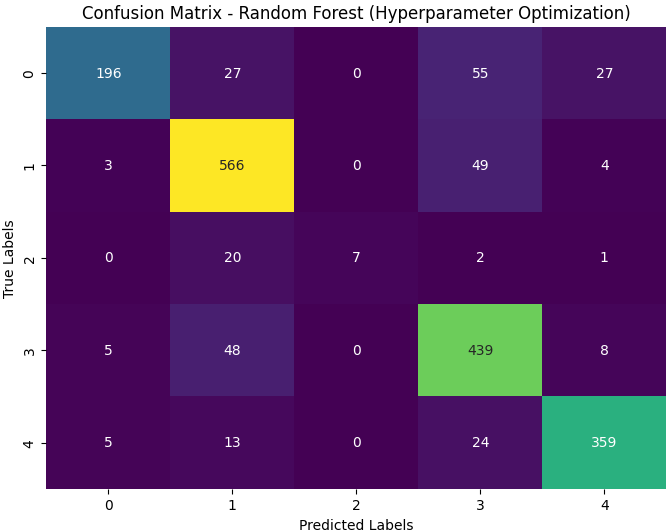 Confusion Matrix - Random Forest (Hyperparameter Optimization)
True Labels
0 196 27 0 55 27
1 3 566 0 49 4
2 0 20 7 2 1
3 5 48 0 439 8
4 5 13 0 24 359
0 1 2 3 4
Predicted Labels